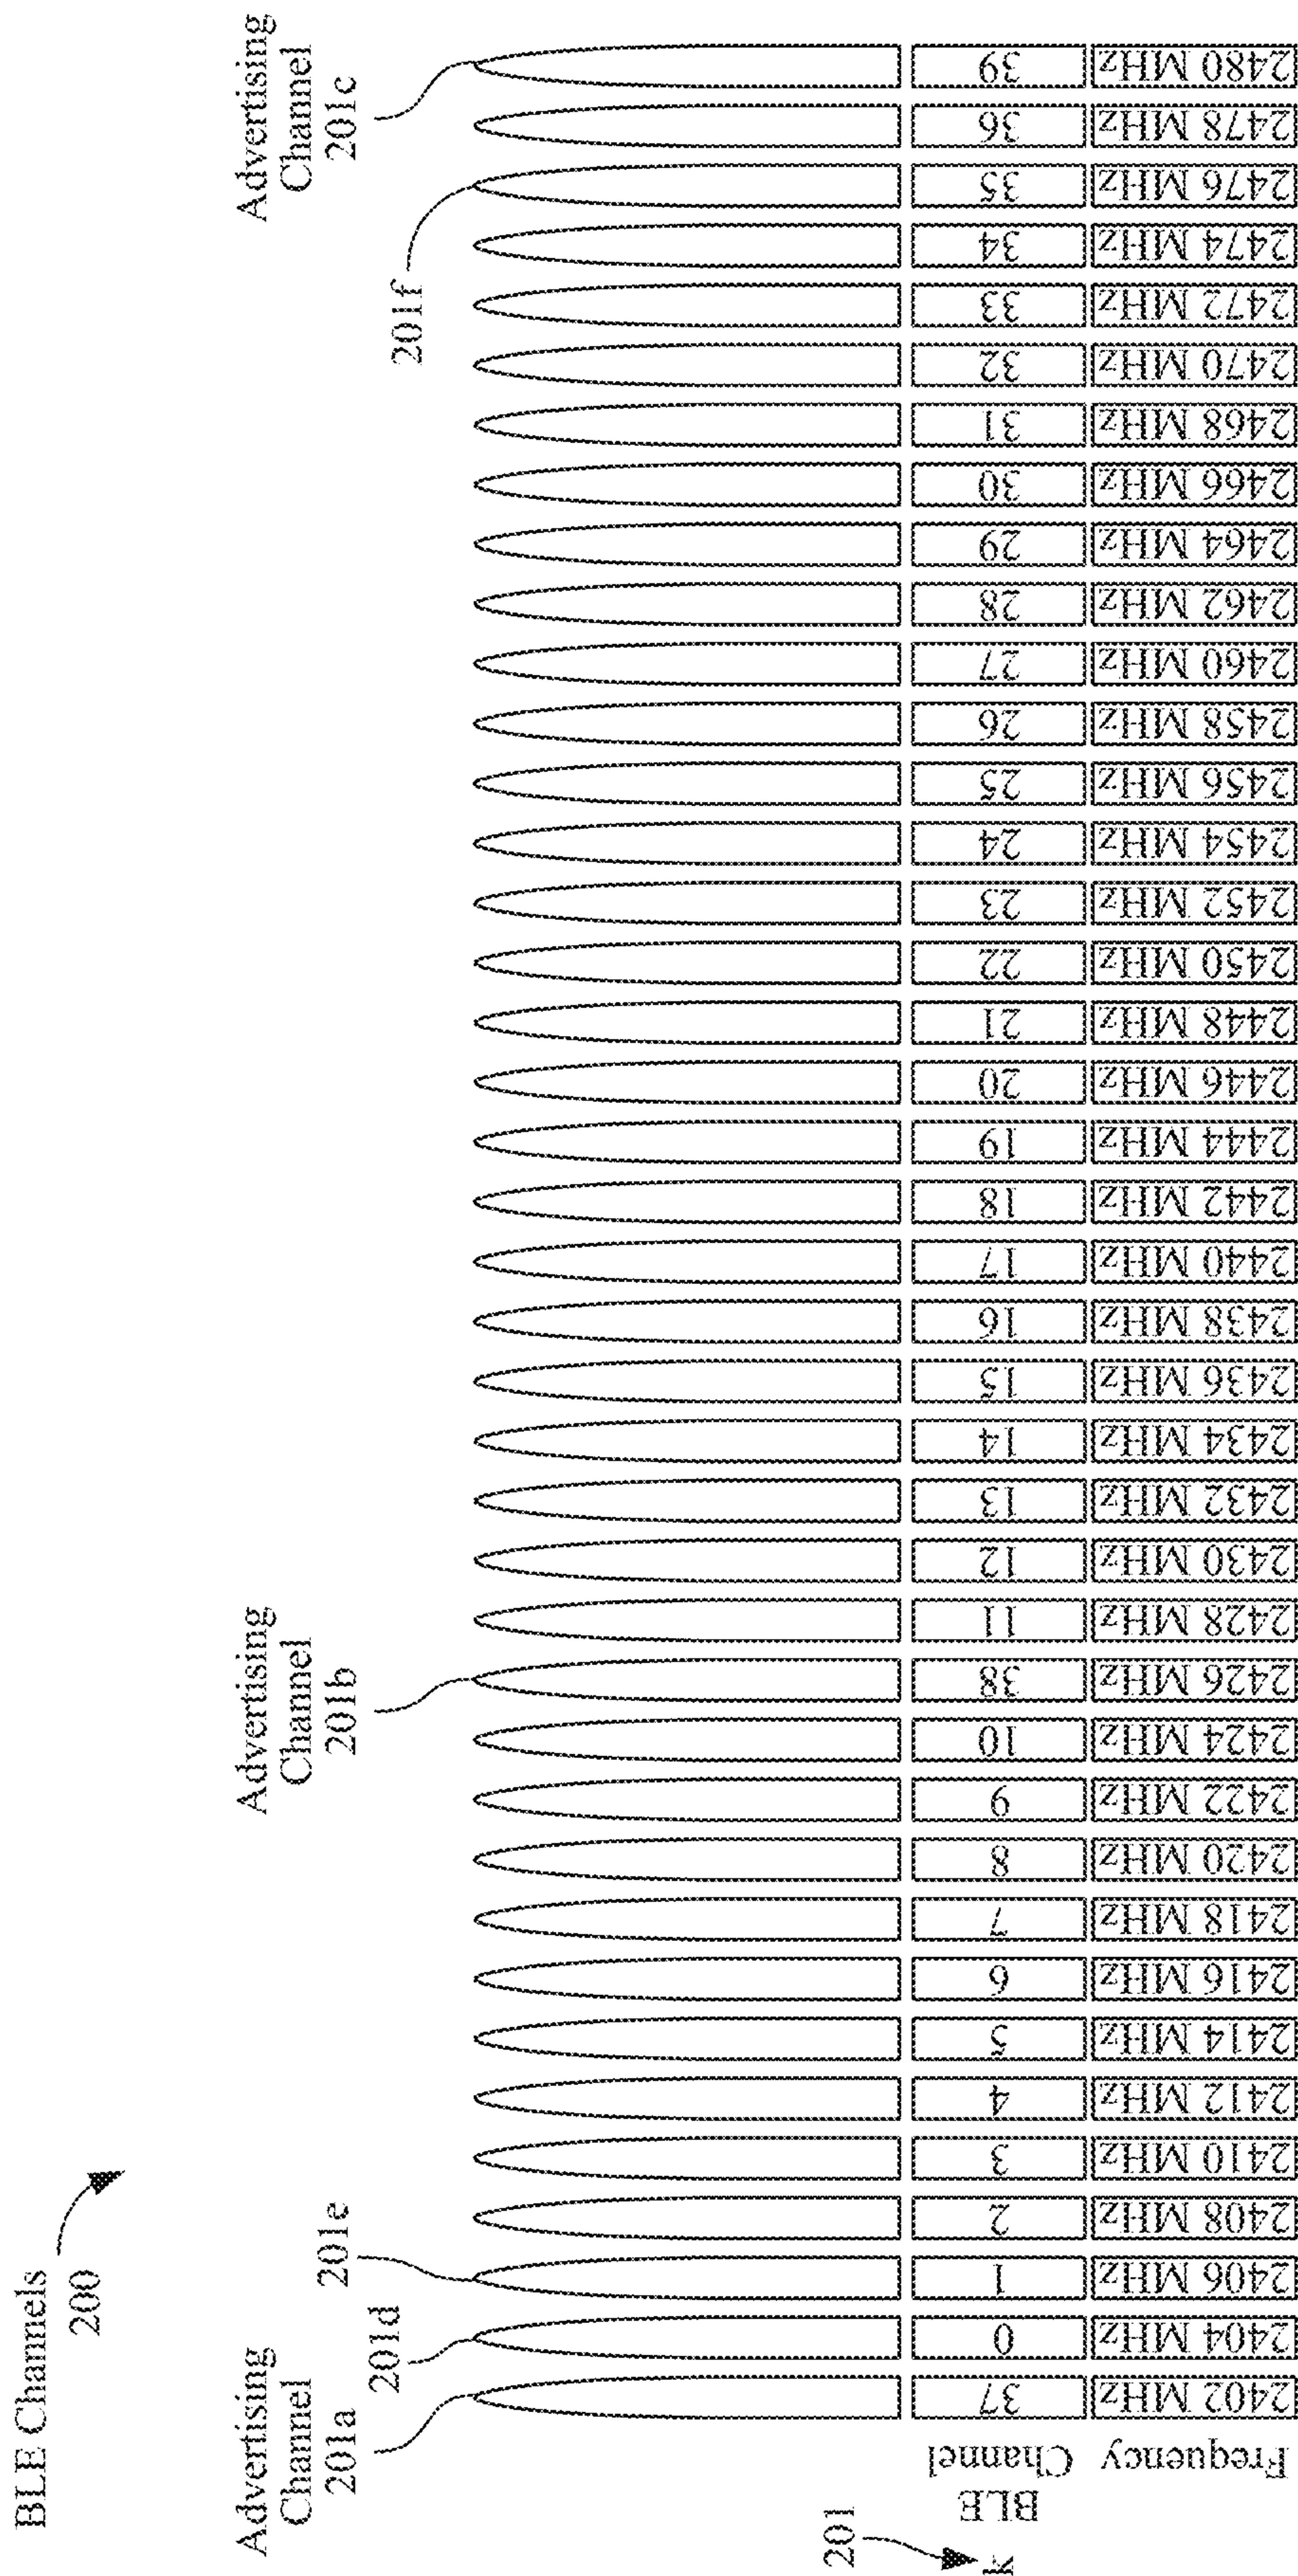 BLE Channels
200
Advertising
Channel
201a
201d
201e
Advertising
Channel
201b
201f
Advertising
Channel
201c
201
k
BLE
Channel
37
0
1
2
3
4
5
6
7
8
9
10
38
11
12
13
14
15
16
17
18
19
20
21
22
23
24
25
26
27
28
29
30
31
32
33
34
35
36
39
Frequency
2402 MHz
2404 MHz
2406 MHz
2408 MHz
2410 MHz
2412 MHz
2414 MHz
2416 MHz
2418 MHz
2420 MHz
2422 MHz
2424 MHz
2426 MHz
2428 MHz
2430 MHz
2432 MHz
2434 MHz
2436 MHz
2438 MHz
2440 MHz
2442 MHz
2444 MHz
2446 MHz
2448 MHz
2450 MHz
2452 MHz
2454 MHz
2456 MHz
2458 MHz
2460 MHz
2462 MHz
2464 MHz
2466 MHz
2468 MHz
2470 MHz
2472 MHz
2474 MHz
2476 MHz
2478 MHz
2480 MHz